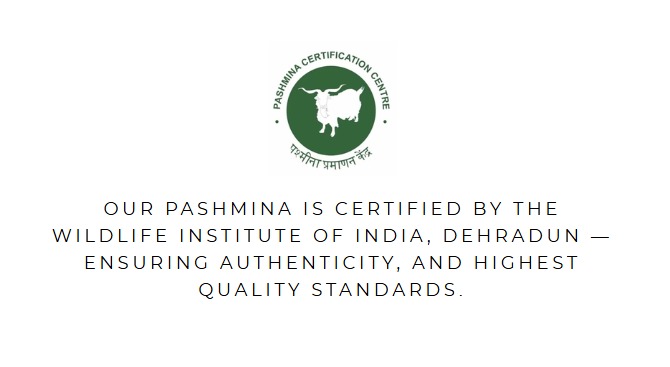 PASHMINA CERTIFICATION CENTRE
पश्मीना प्रमाणन केंद्र
OUR PASHMINA IS CERTIFIED BY THE
WILDLIFE INSTITUTE OF INDIA, DEHRADUN —
ENSURING AUTHENTICITY, AND HIGHEST
QUALITY STANDARDS.